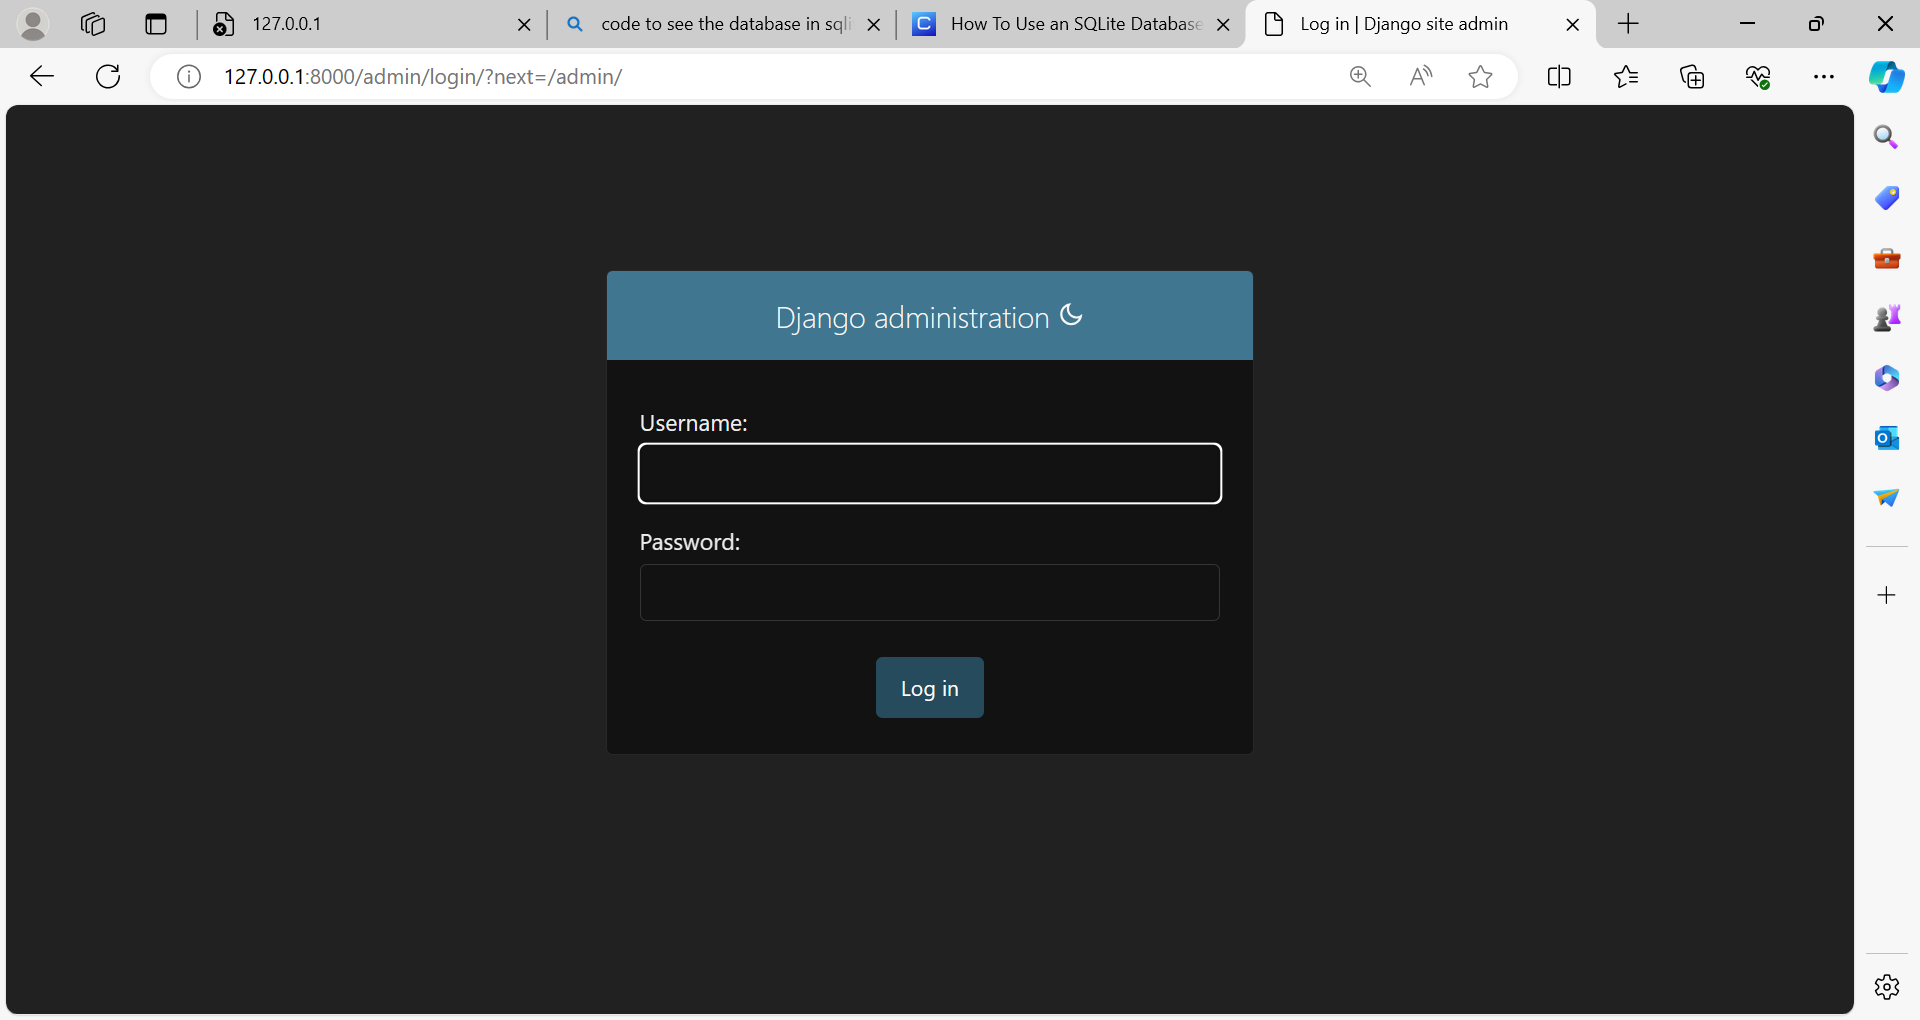 127.0.0.1
code to see the database in sqli
How To Use an SQLite Database
Log in | Django site admin
127.0.0.1:8000/admin/login/?next=/admin/
Django administration
Username:
Password:
Log in